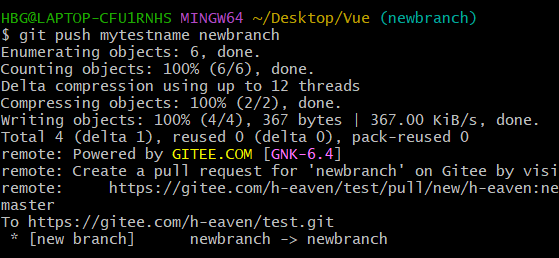 HBG@LAPTOP-CFU1RNHS MINGW64 ~/Desktop/Vue (newbranch)
$ git push mytestname newbranch
Enumerating objects: 6, done.
Counting objects: 100% (6/6), done.
Delta compression using up to 12 threads
Compressing objects: 100% (2/2), done.
Writing objects: 100% (4/4), 367 bytes | 367.00 KiB/s, done.
Total 4 (delta 1), reused 0 (delta 0), pack-reused 0
remote: Powered by GITEE.COM [GNK-6.4]
remote: Create a pull request for 'newbranch' on Gitee by visi
remote:     https://gitee.com/h-eaven/test/pull/new/h-eaven:ne
master
To https://gitee.com/h-eaven/test.git
 * [new branch]      newbranch -> newbranch